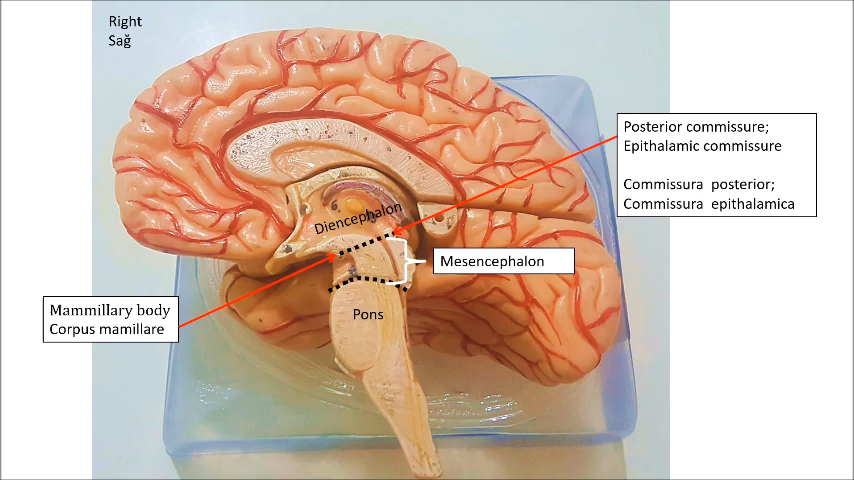 Right
Sağ
Posterior commissure;
Epithalamic commissure
Commissura posterior;
Commissura epithalamica
Diencephalon
Mesencephalon
Mammillary body
Corpus mamillare
Pons